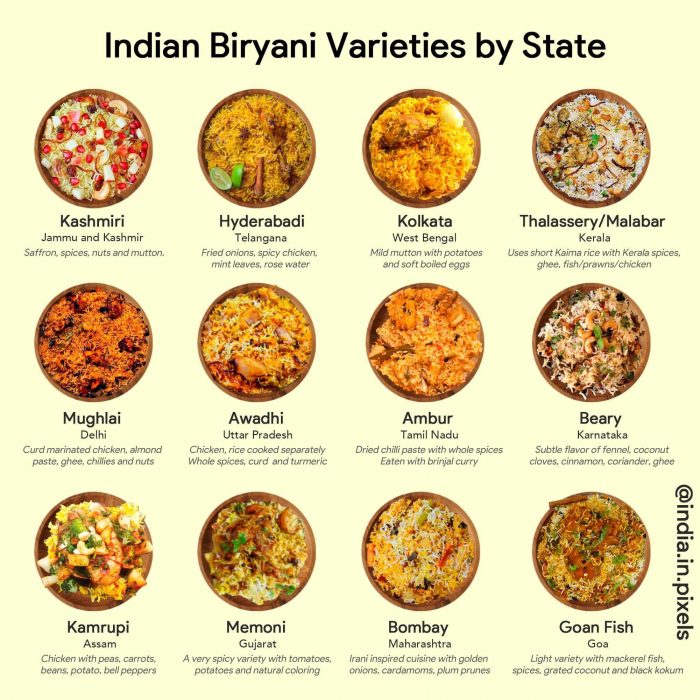 Indian Biryani Varieties by State
Kashmiri
Jammu and Kashmir
Saffron, spices, nuts and mutton.
Hyderabadi
Telangana
Fried onions, spicy chicken,
mint leaves, rose water
Kolkata
West Bengal
Mild mutton with potatoes
and soft boiled eggs
Thalassery/Malabar
Kerala
Uses short Kaima rice with Kerala spices,
ghee, fish/prawns/chicken
Mughlai
Delhi
Curd marinated chicken, almond
paste, ghee, chillies and nuts
Awadhi
Uttar Pradesh
Chicken, rice cooked separately
Whole spices, curd and turmeric
Ambur
Tamil Nadu
Dried chilli paste with whole spices
Eaten with brinjal curry
Beary
Karnataka
Subtle flavor of fennel, coconut
cloves, cinnamon, coriander, ghee
Kamrupi
Assam
Chicken with peas, carrots,
beans, potato, bell peppers
Memoni
Gujarat
A very spicy variety with tomatoes,
potatoes and natural coloring
Bombay
Maharashtra
Irani inspired cuisine with golden
onions, cardamoms, plum prunes
Goan Fish
Goa
Light variety with mackerel fish,
spices, grated coconut and black kokum
@india.in.pixels